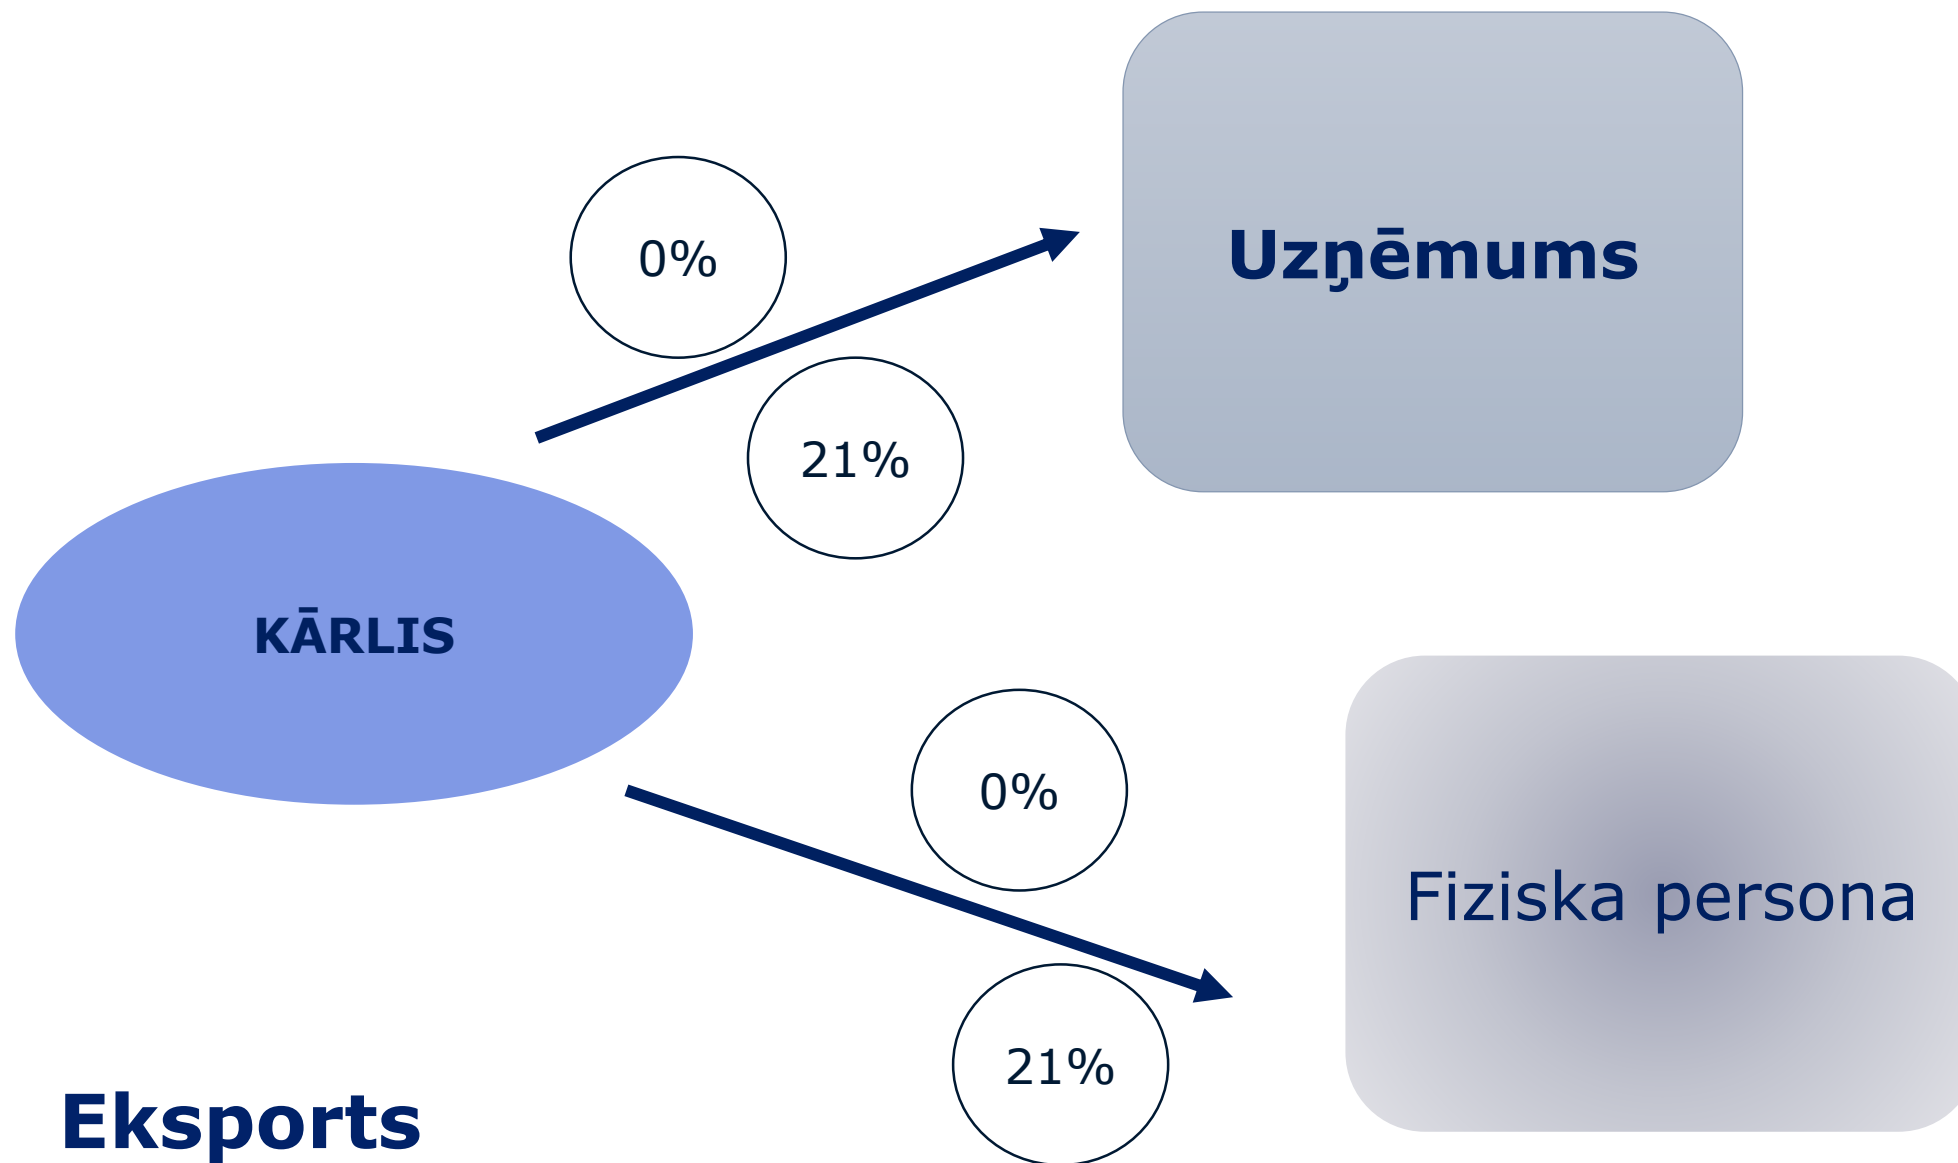 0%
Uzņēmums
21%
KĀRLIS
0%
Fiziska persona
21%
Eksports